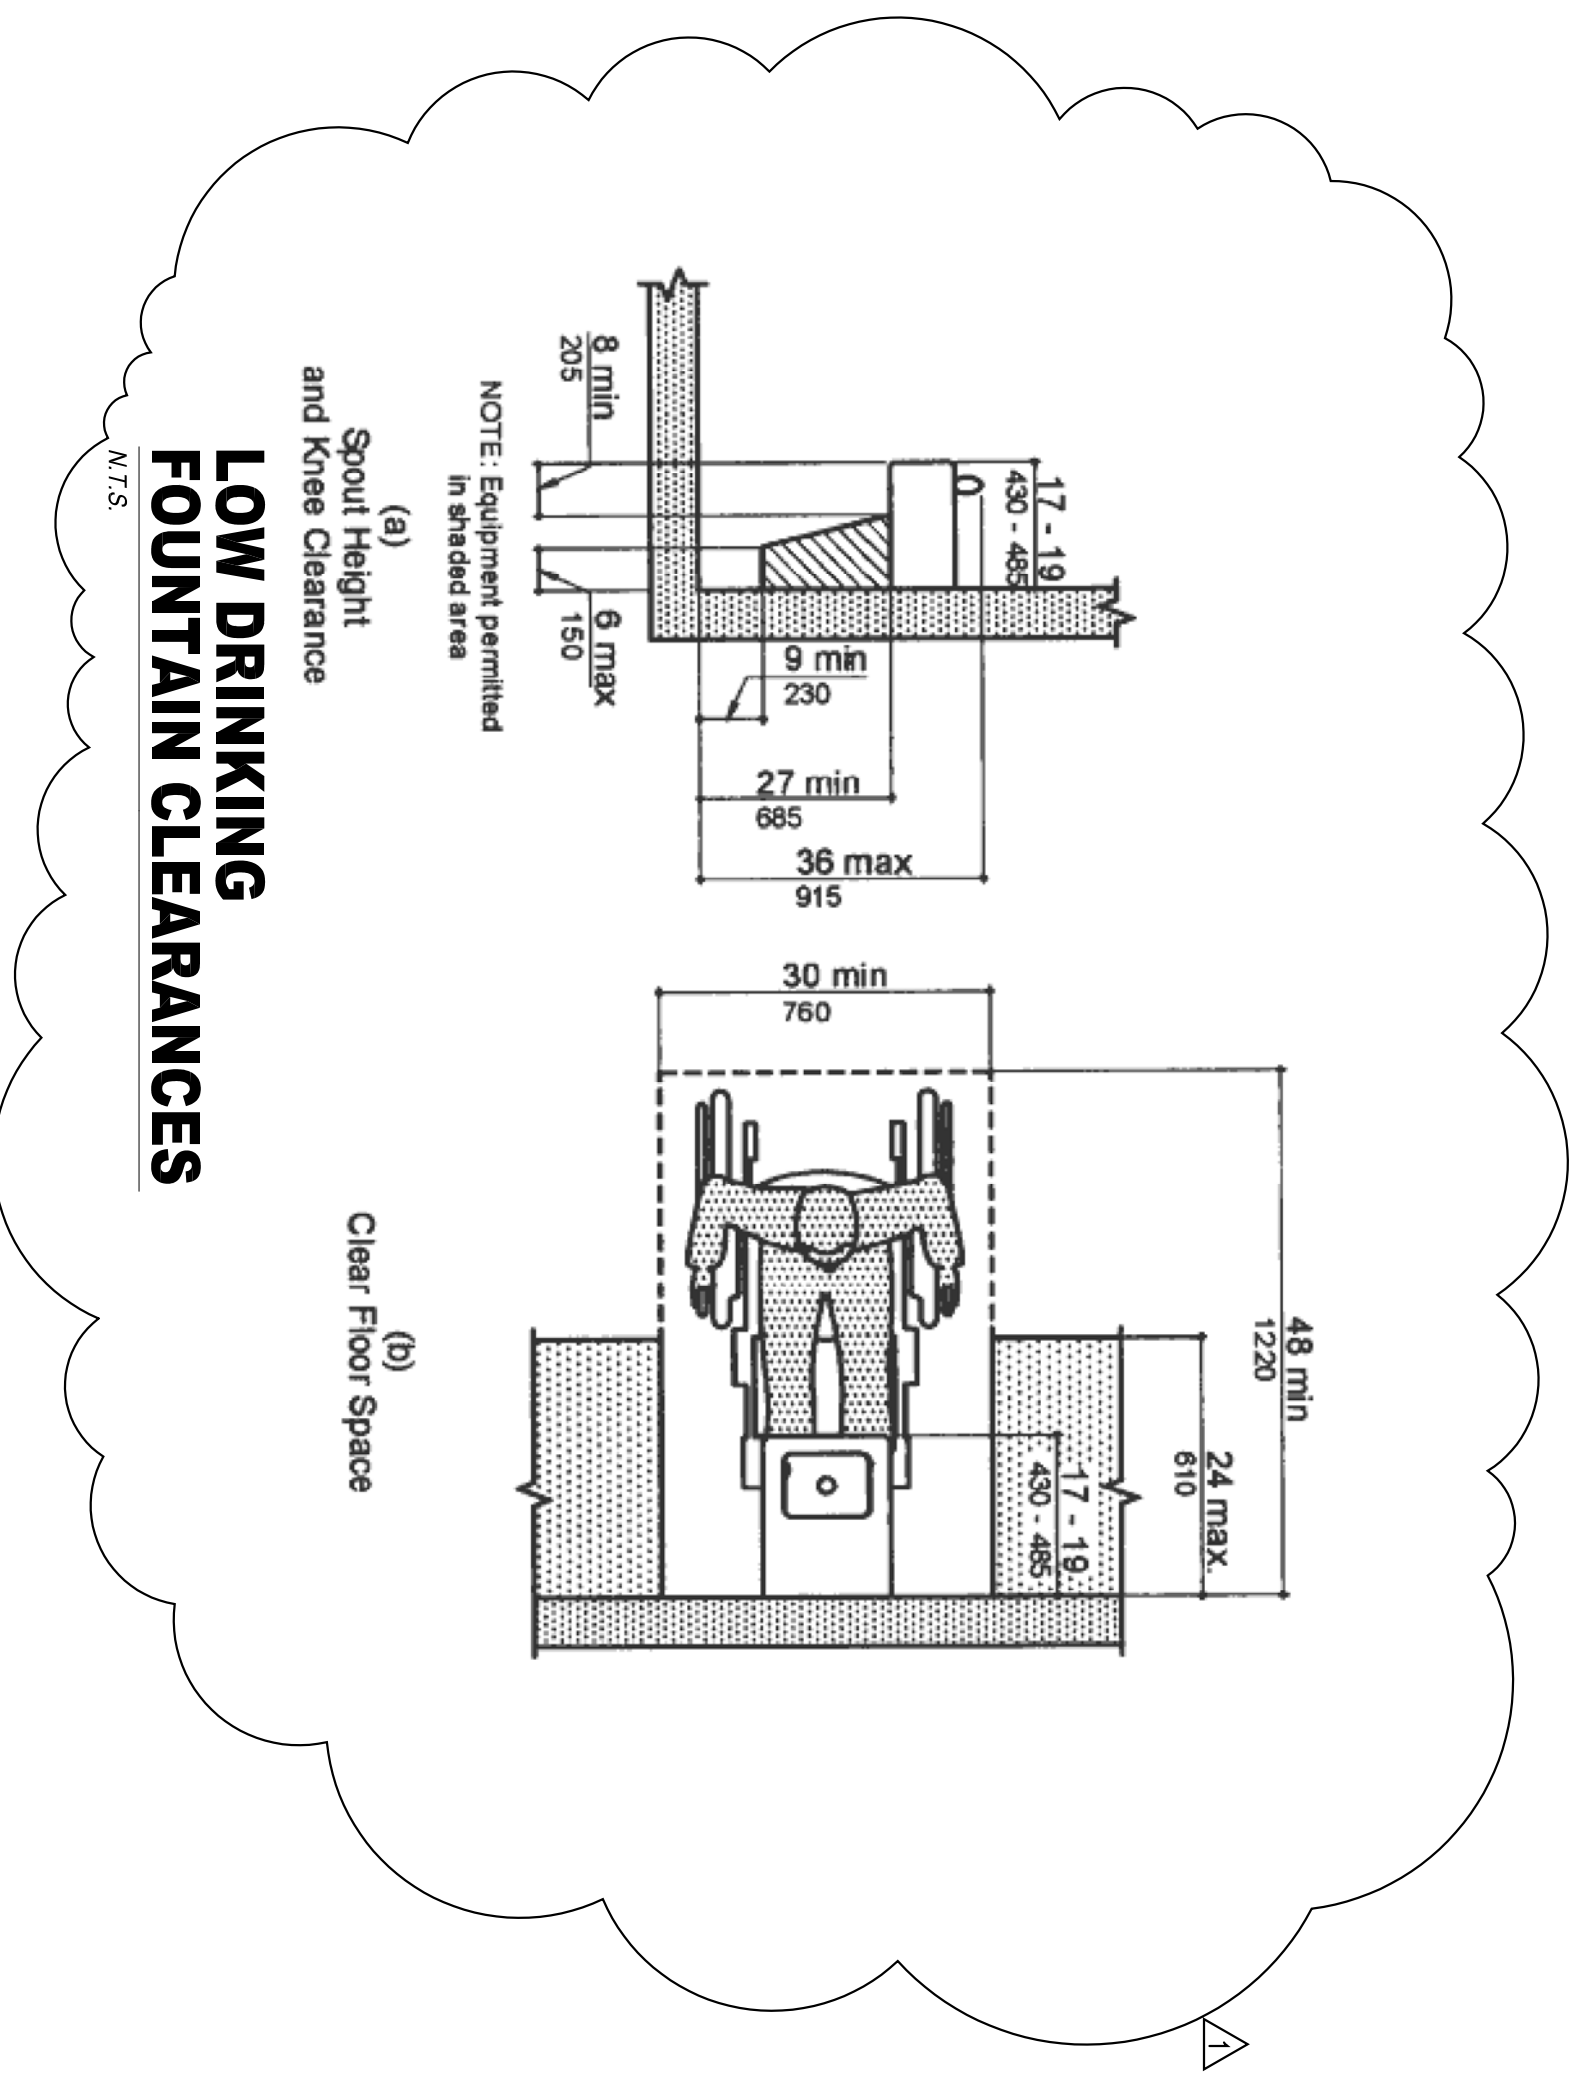 17 - 19
430 - 485
8 min
205
6 max
150
9 min
230
27 min
685
36 max
915
NOTE: Equipment permitted
in shaded area
(a)
Spout Height
and Knee Clearance
48 min
1220
24 max.
610
17 - 19
430 - 485
30 min
760
(b)
Clear Floor Space
LOW DRINKING
FOUNTAIN CLEARANCES
N.T.S.
1